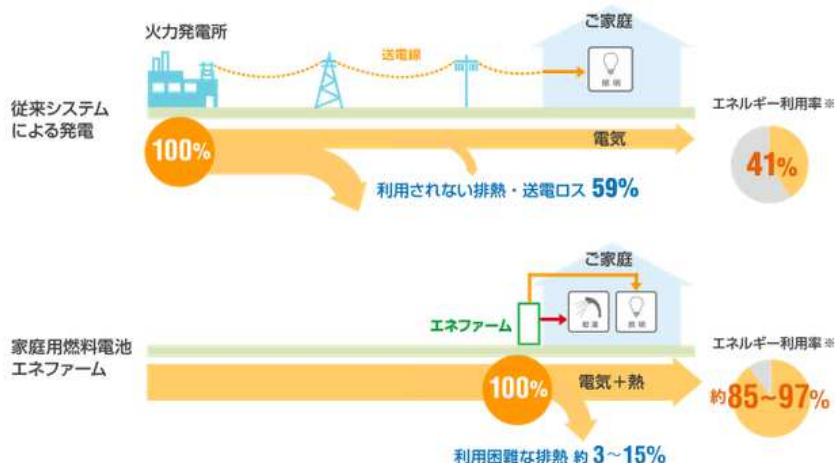 火力発電所
ご家庭
送電線
照明
従来システム
による発電
エネルギー利用率※
100%
電気
41%
利用されない排熱・送電ロス 59%
ご家庭
エネファーム
給湯
照明
家庭用燃料電池
エネファーム
エネルギー利用率※
100%
電気＋熱
約85~97%
利用困難な排熱 約 3～15%